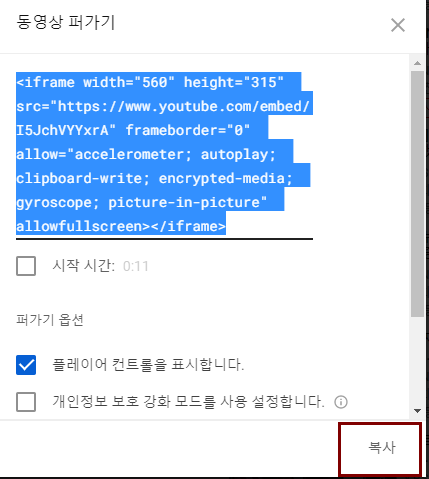 동영상 퍼가기
<iframe width="560" height="315"
src="https://www.youtube.com/embed/
I5JchVYYxrA" frameborder="0"
allow="accelerometer; autoplay;
clipboard-write; encrypted-media;
gyroscope; picture-in-picture"
allowfullscreen></iframe>
시작 시간: 0:11
퍼가기 옵션
플레이어 컨트롤을 표시합니다.
개인정보 보호 강화 모드를 사용 설정합니다.
복사